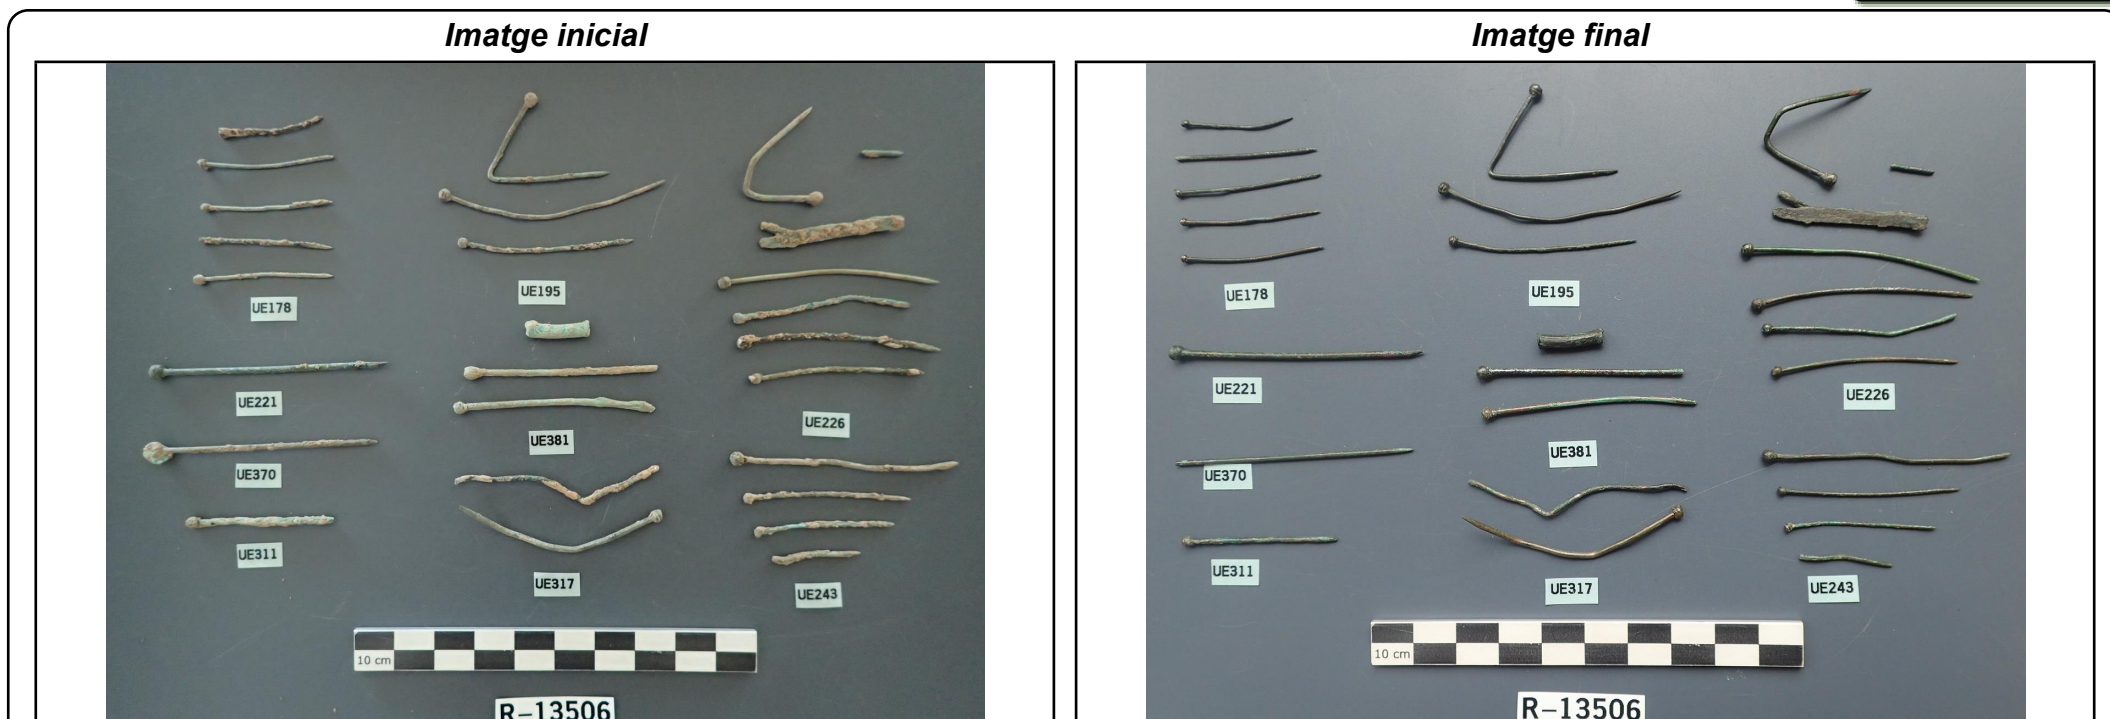 Imatge inicial
Imatge final
UE178
UE195
UE221
UE226
UE381
UE370
UE311
UE317
UE243
10 cm
R-13506
UE178
UE195
UE221
UE226
UE381
UE370
UE311
UE317
UE243
10 cm
R-13506